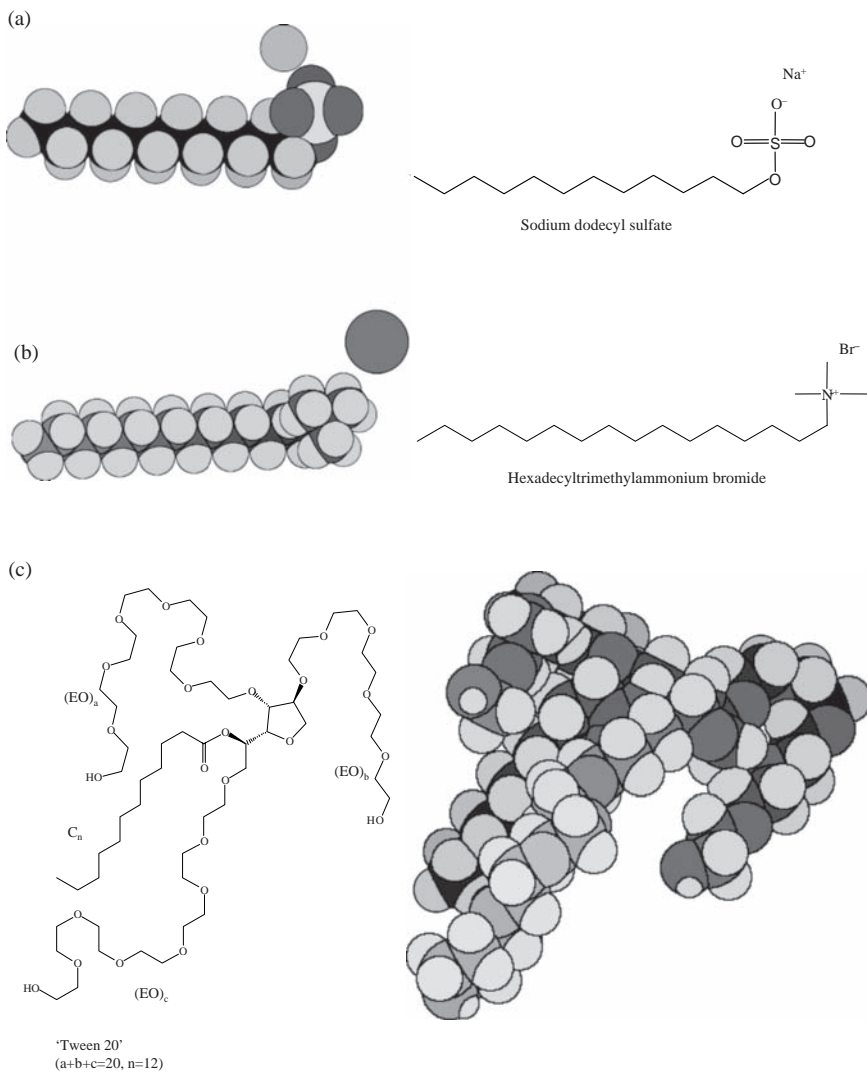 (a)
Na⁺
O⁻
O S O
O
Sodium dodecyl sulfate
(b)
Br⁻
N⁺
Hexadecyltrimethylammonium bromide
(c)
O
O
O
O
O
O
O
O
(EO)ₐ
O
O
O
O
O
O
O
O
O
HO
(EO)b
O
HO
Cₙ
O
O
O
O
O
O
O
O
HO
(EO)c
‘Tween 20’
(a+b+c=20, n=12)